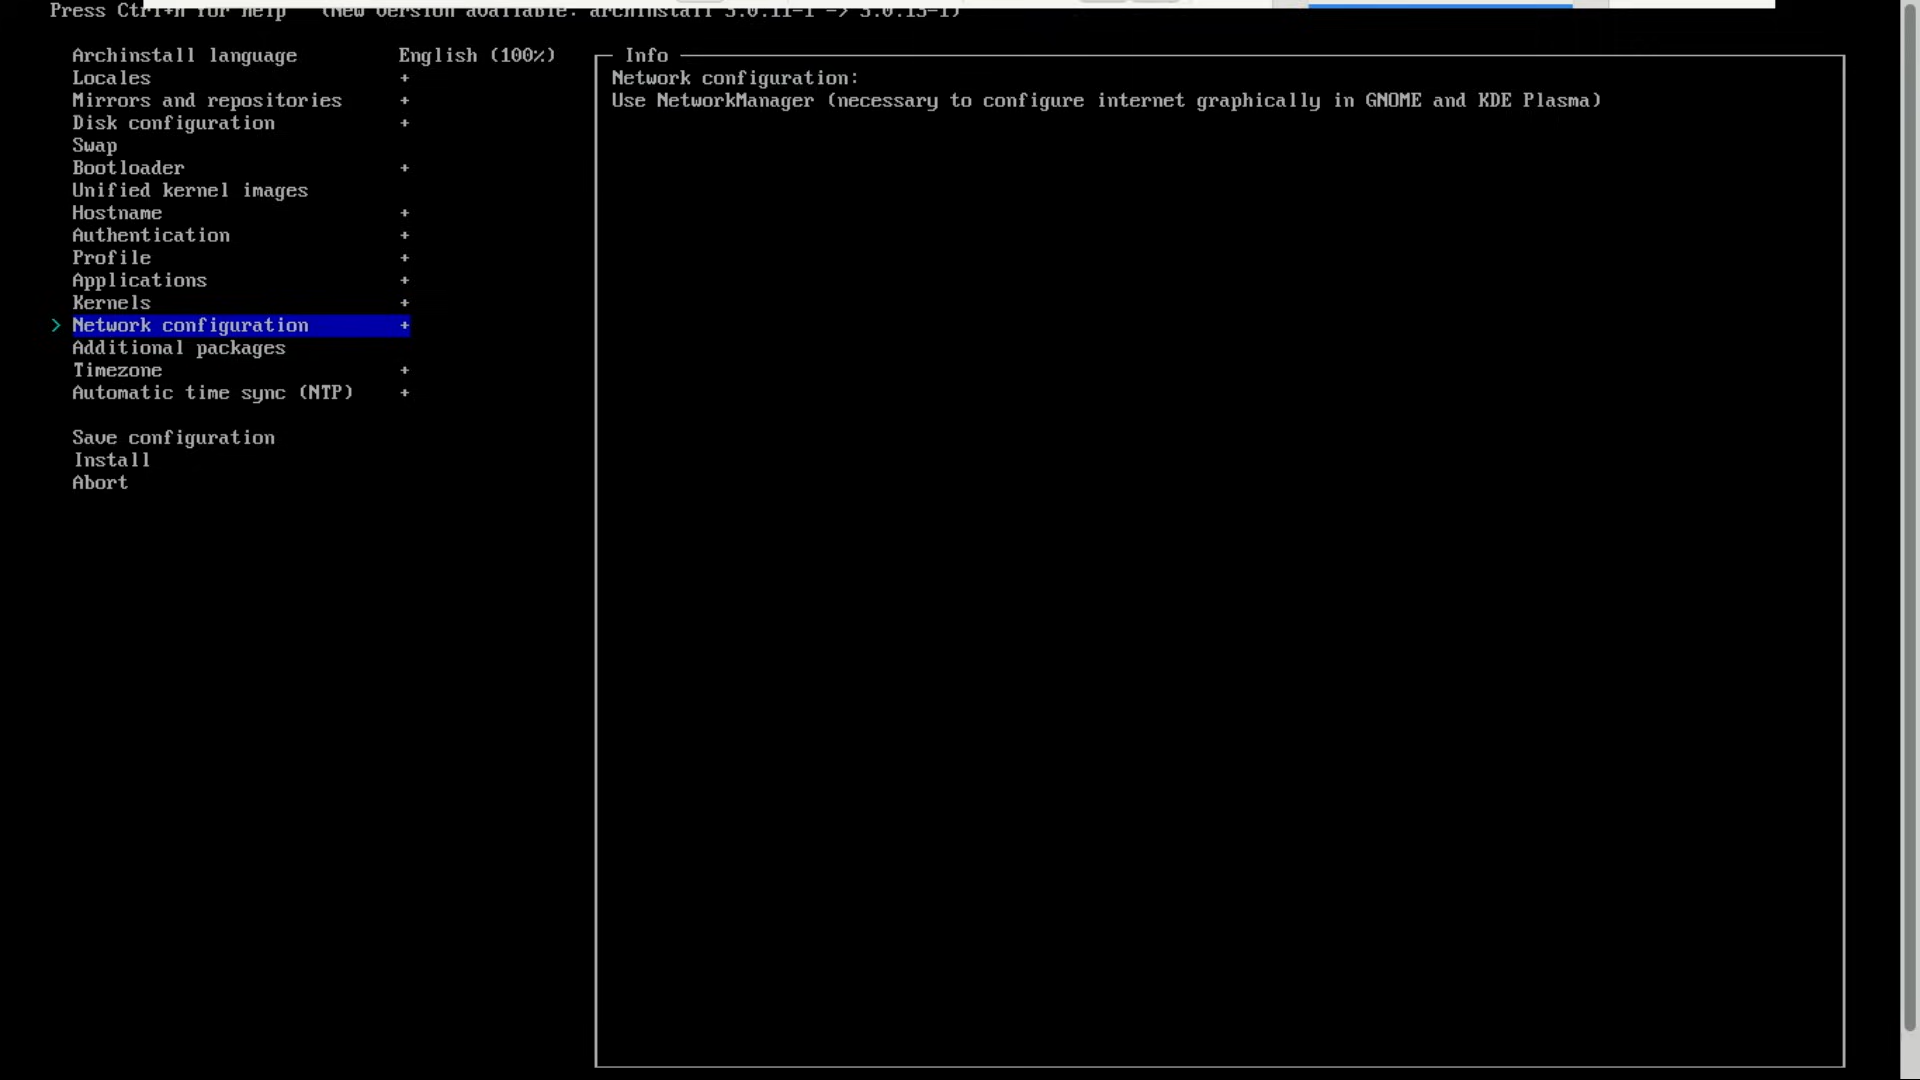 Press Ctrl+h for help (New version available: archinstall 3.0.11-1 -> 3.0.15-1)
Archinstall language English (100%)
Locales +
Mirrors and repositories +
Disk configuration +
Swap
Bootloader +
Unified kernel images
Hostname +
Authentication +
Profile +
Applications +
Kernels +
> Network configuration +
Additional packages
Timezone +
Automatic time sync (NTP) +
Save configuration
Install
Abort
Info
Network configuration:
Use NetworkManager (necessary to configure internet graphically in GNOME and KDE Plasma)